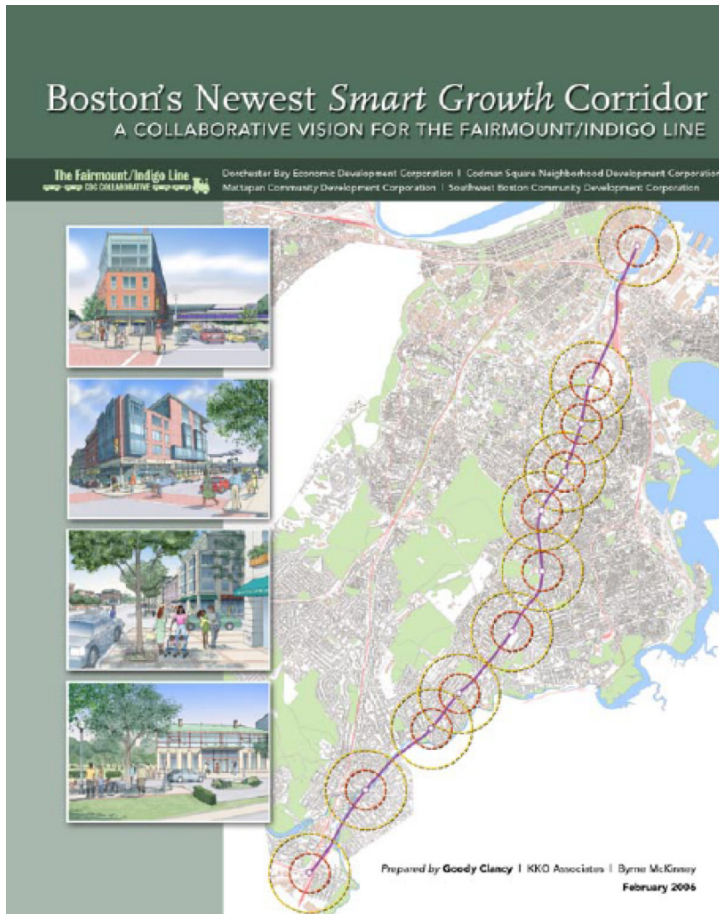 Boston's Newest Smart Growth Corridor
A COLLABORATIVE VISION FOR THE FAIRMOUNT/INDIGO LINE
The Fairmount/Indigo Line
CDC COLLABORATIVE
Dorchester Bay Economic Development Corporation | Codman Square Neighborhood Development Corporation
Mattapan Community Development Corporation | Southwest Boston Community Development Corporation
Prepared by Goody Clancy | KKO Associates | Byrne McKinney
February 2006